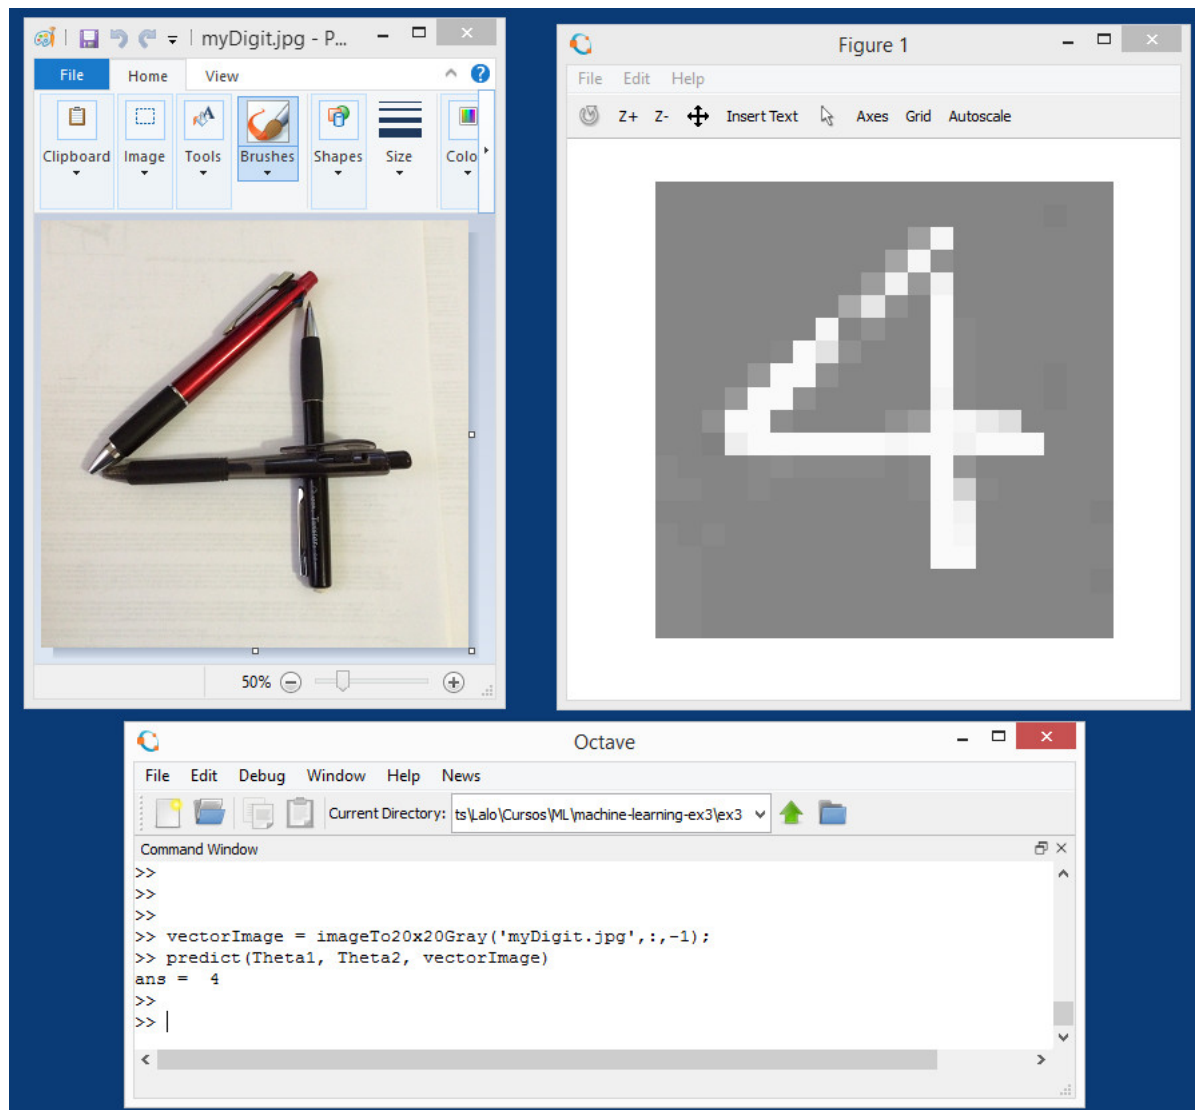 myDigit.jpg - P...
File Home View
Clipboard Image Tools Brushes Shapes Size Colo
50%
Figure 1
File Edit Help
Z+ Z- Insert Text Axes Grid Autoscale
Octave
File Edit Debug Window Help News
Current Directory: ts\Lalo\Cursos\ML\machine-learning-ex3\ex3
Command Window
>>
>>
>>
>> vectorImage = imageTo20x20Gray('myDigit.jpg',:,-1);
>> predict(Theta1, Theta2, vectorImage)
ans =  4
>>
>>